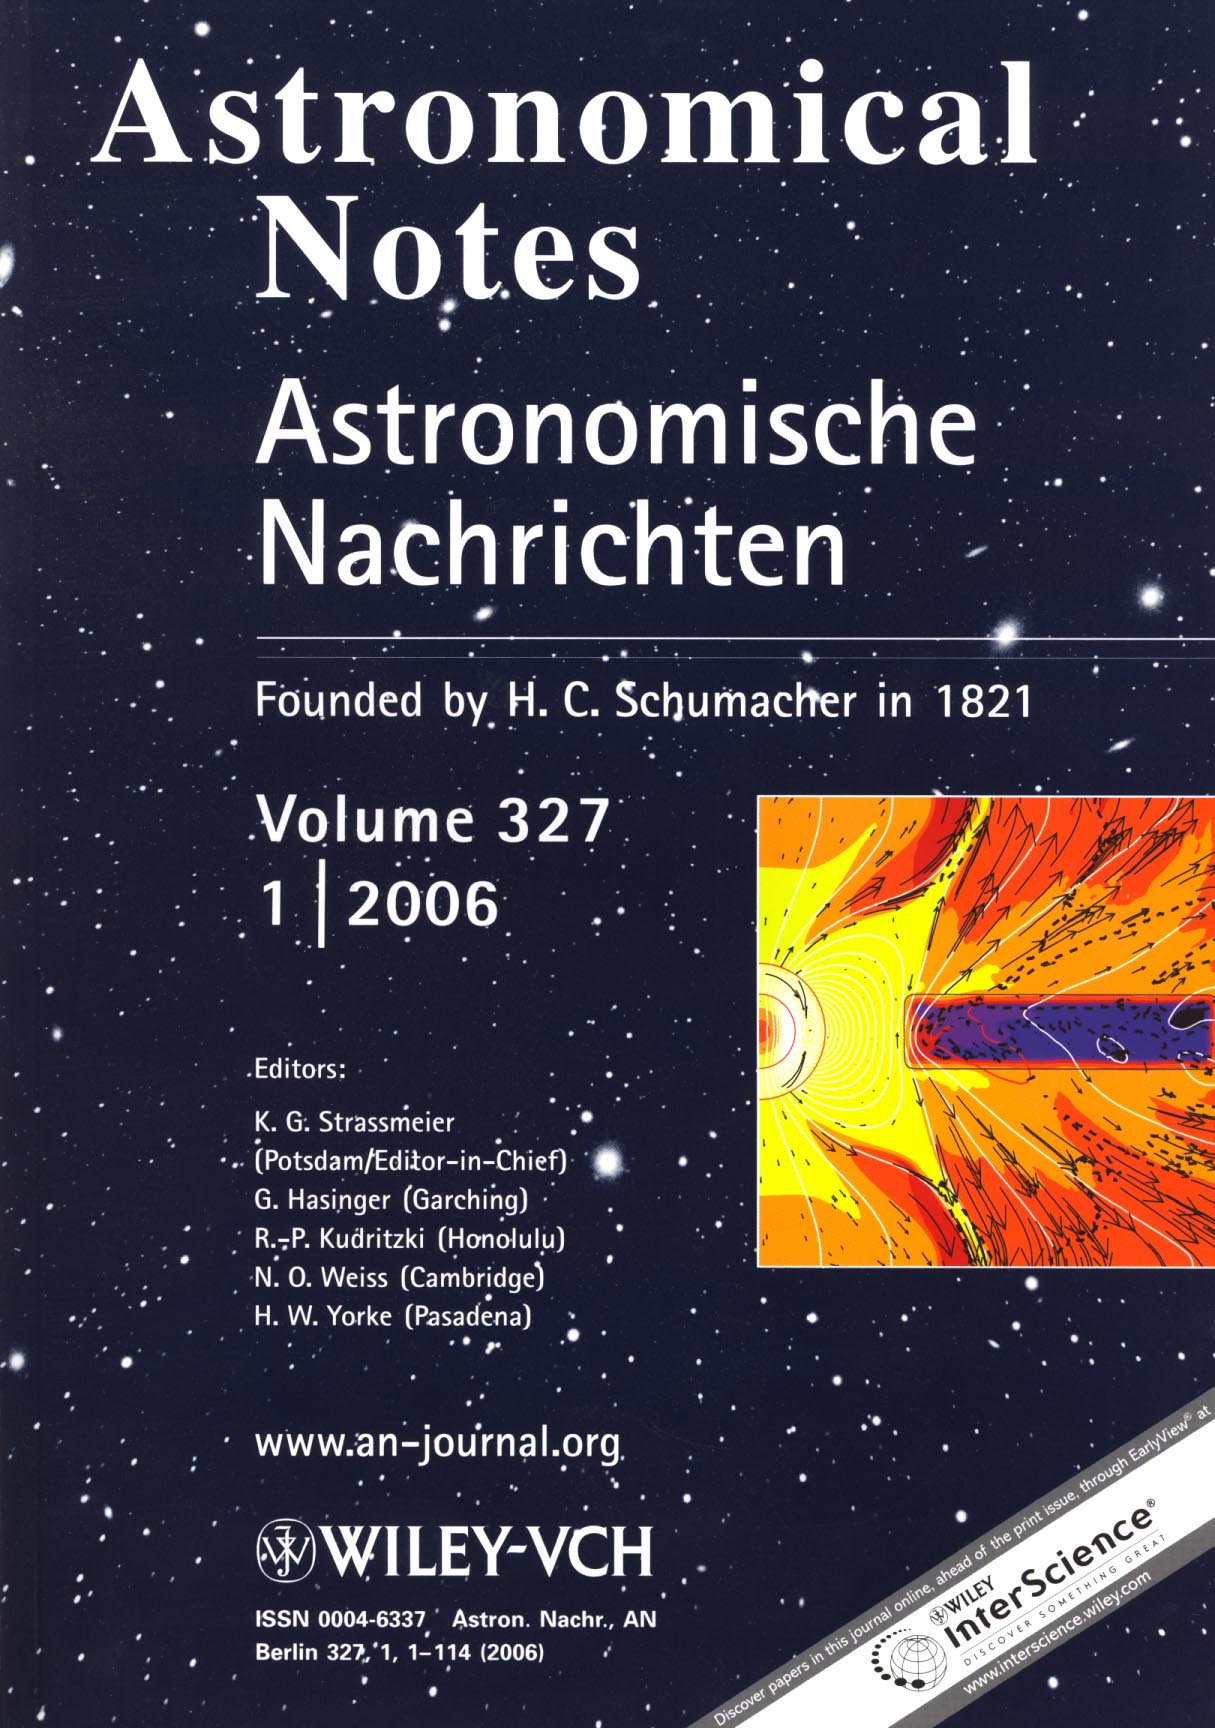 Astronomical
Notes
Astronomische
Nachrichten
Founded by H. C. Schumacher in 1821
Volume 327
1 | 2006
Editors:
K. G. Strassmeier
(Potsdam/Editor-in-Chief)
G. Hasinger (Garching)
R.-P. Kudritzki (Honolulu)
N. O. Weiss (Cambridge)
H. W. Yorke (Pasadena)
www.an-journal.org
WILEY-VCH
ISSN 0004-6337 Astron. Nachr., AN
Berlin 327, 1, 1–114 (2006)
Discover papers in this journal online, ahead of the print issue, through EarlyView® at
WILEY
InterScience®
DISCOVER SOMETHING GREAT
www.interscience.wiley.com